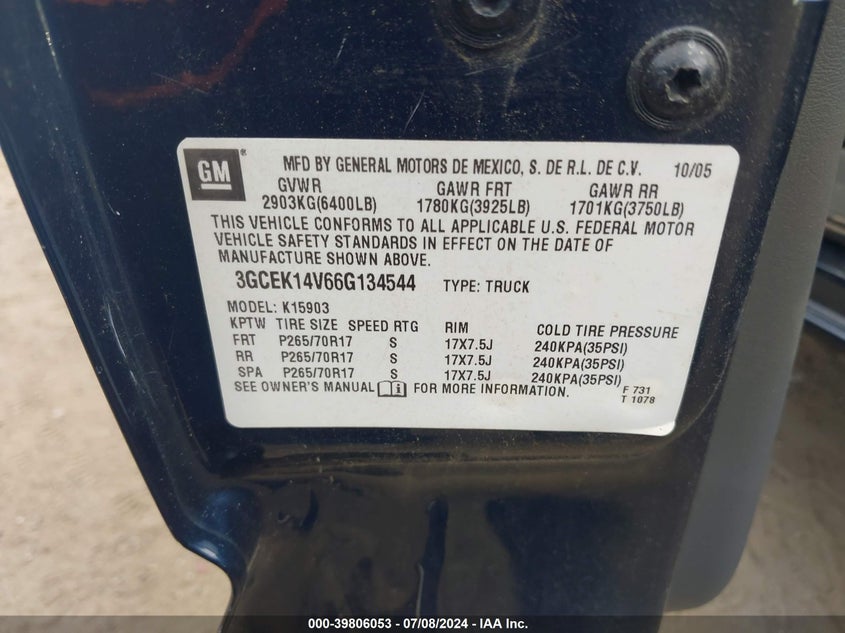 GM ® MFD BY GENERAL MOTORS DE MEXICO, S. DE R.L. DE C.V. 10/05
GVWR GAWR FRT GAWR RR
2903KG(6400LB) 1780KG(3925LB) 1701KG(3750LB)
THIS VEHICLE CONFORMS TO ALL APPLICABLE U.S. FEDERAL MOTOR
VEHICLE SAFETY STANDARDS IN EFFECT ON THE DATE OF
MANUFACTURE SHOWN ABOVE.
3GCEK14V66G134544 TYPE: TRUCK
MODEL: K15903
KPTW TIRE SIZE SPEED RTG RIM COLD TIRE PRESSURE
FRT P265/70R17 S 17X7.5J 240KPA(35PSI)
RR P265/70R17 S 17X7.5J 240KPA(35PSI)
SPA P265/70R17 S 17X7.5J 240KPA(35PSI)
SEE OWNER'S MANUAL FOR MORE INFORMATION. F 731
T 1078
000-39806053 - 07/08/2024 - IAA Inc.